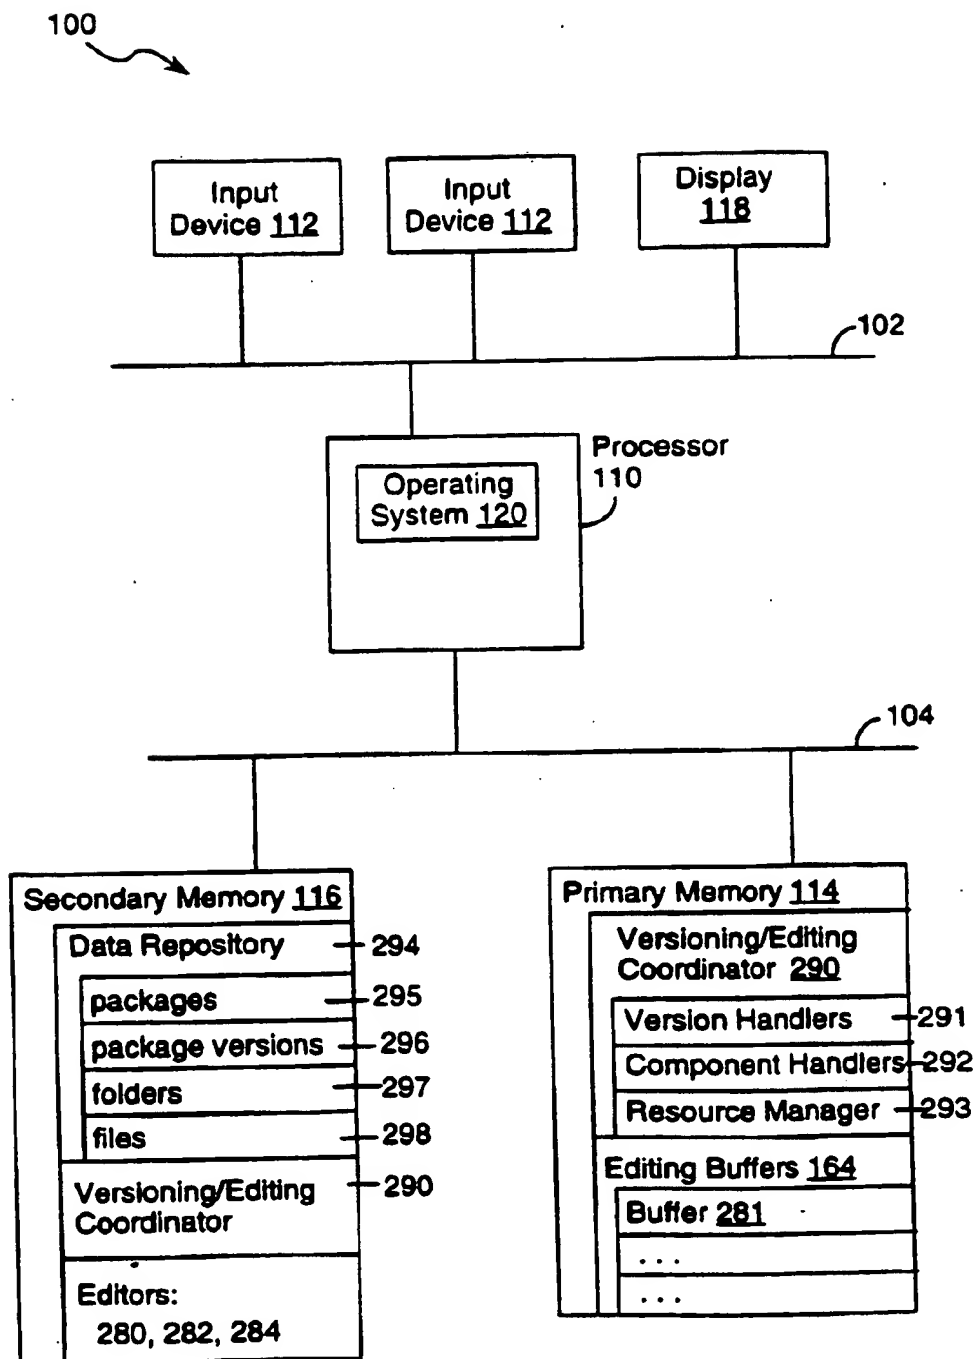 100
Input
Device 112
Input
Device 112
Display
118
102
Processor
110
Operating
System 120
104
Secondary Memory 116
Data Repository
294
packages
295
package versions
296
folders
297
files
298
Versioning/Editing
Coordinator
290
Editors:
280, 282, 284
Primary Memory 114
Versioning/Editing
Coordinator 290
Version Handlers
291
Component Handlers
292
Resource Manager
293
Editing Buffers 164
Buffer 281
...
...